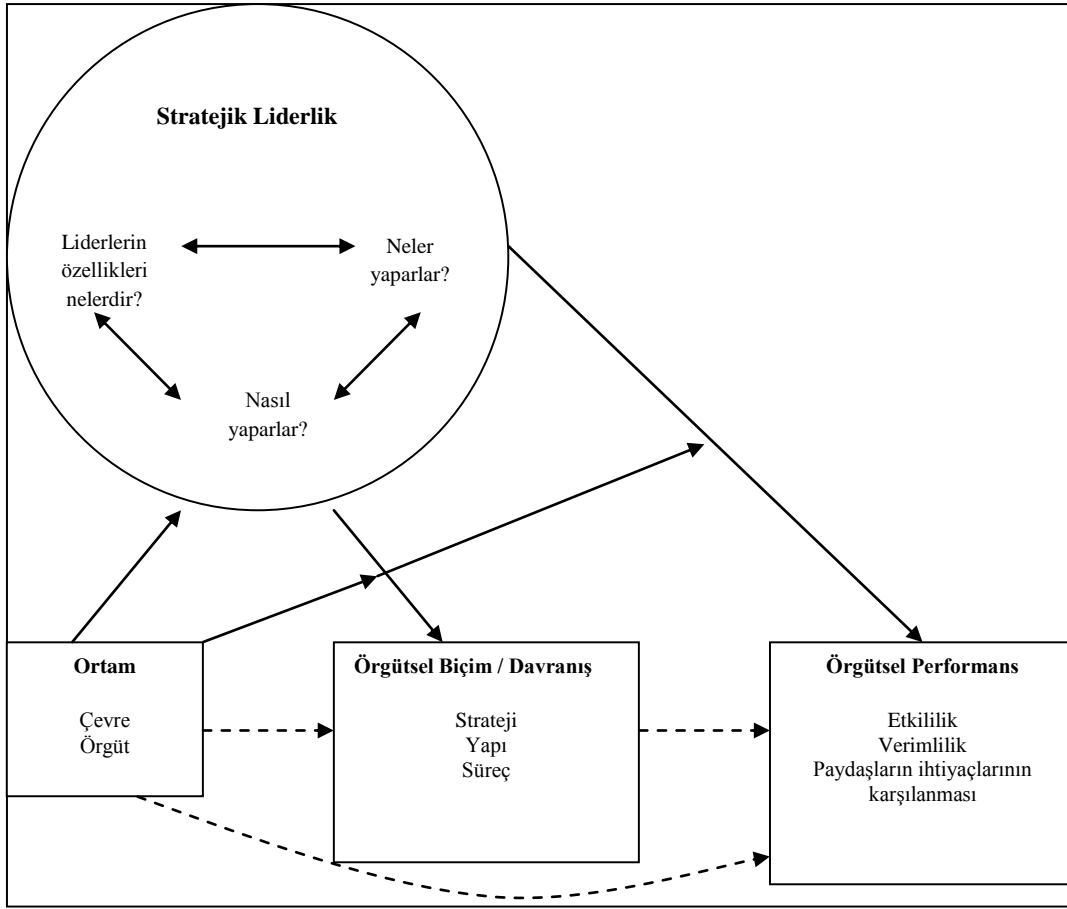 Stratejik Liderlik
Liderlerin
özellikleri
nelerdir?
Neler
yaparlar?
Nasıl
yaparlar?
Ortam
Çevre
Örgüt
Örgütsel Biçim / Davranış
Strateji
Yapı
Süreç
Örgütsel Performans
Etkililik
Verimlilik
Paydaşların ihtiyaçlarının
karşılanması